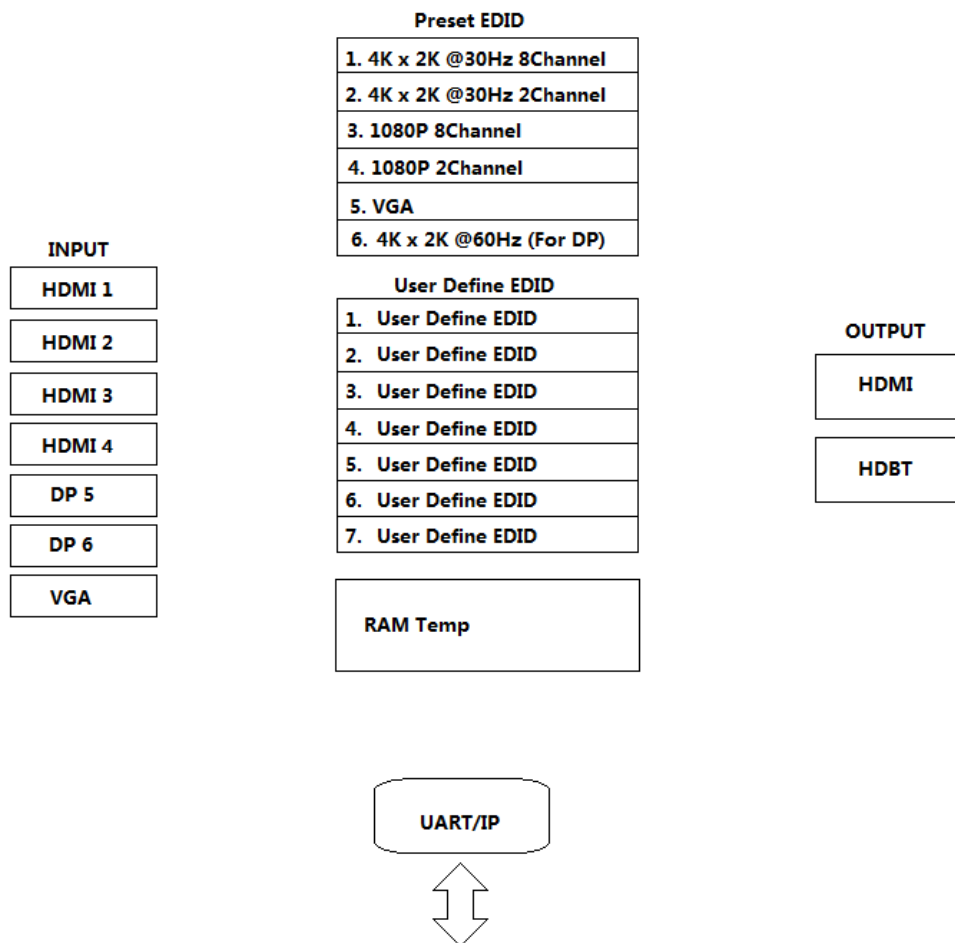 Preset EDID
1. 4K x 2K @30Hz 8Channel
2. 4K x 2K @30Hz 2Channel
3. 1080P 8Channel
4. 1080P 2Channel
5. VGA
6. 4K x 2K @60Hz (For DP)
INPUT
HDMI 1
HDMI 2
HDMI 3
HDMI 4
DP 5
DP 6
VGA
User Define EDID
1. User Define EDID
2. User Define EDID
3. User Define EDID
4. User Define EDID
5. User Define EDID
6. User Define EDID
7. User Define EDID
RAM Temp
OUTPUT
HDMI
HDBT
UART/IP